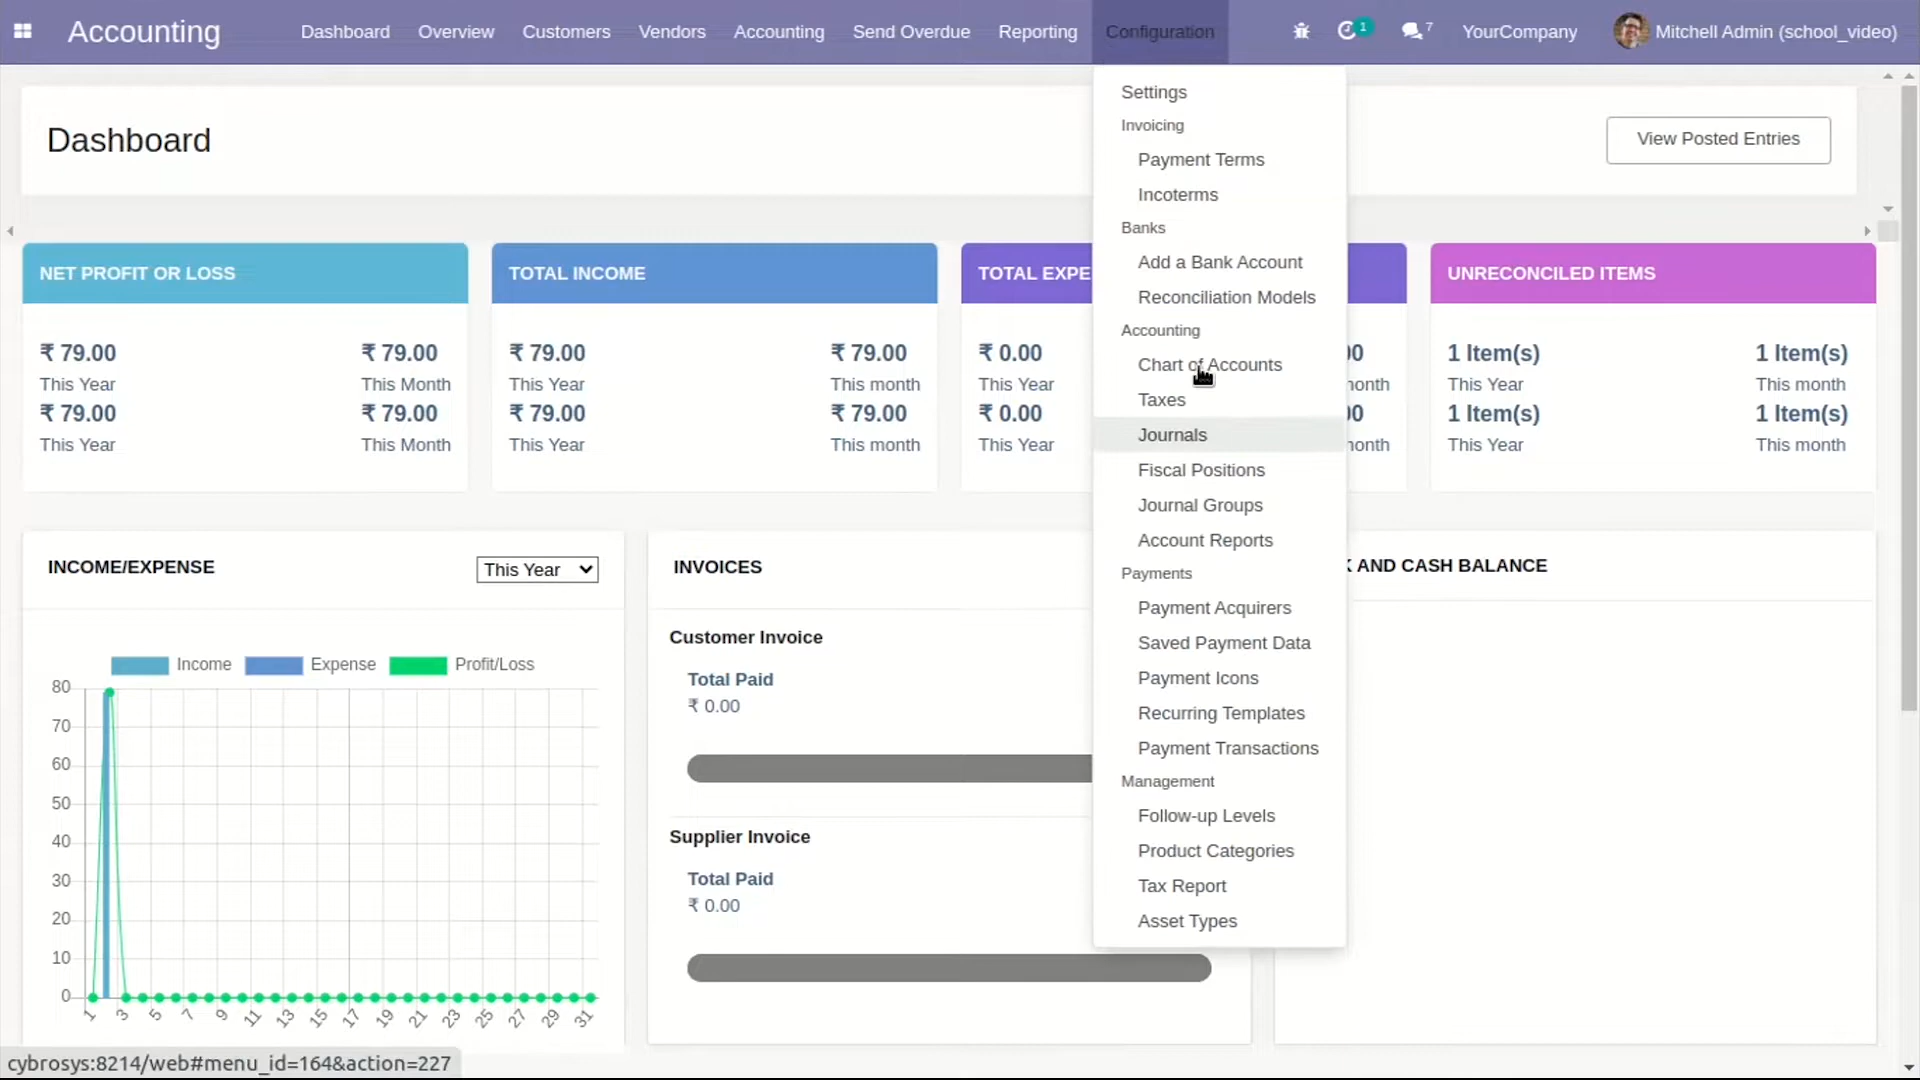 Accounting
Dashboard
Overview
Customers
Vendors
Accounting
Send Overdue
Reporting
Configuration
1
7
YourCompany
Mitchell Admin (school_video)
Dashboard
View Posted Entries
Settings
Invoicing
Payment Terms
Incoterms
Banks
Add a Bank Account
Reconciliation Models
Accounting
Chart of Accounts
Taxes
Journals
Fiscal Positions
Journal Groups
Account Reports
Payments
Payment Acquirers
Saved Payment Data
Payment Icons
Recurring Templates
Payment Transactions
Management
Follow-up Levels
Product Categories
Tax Report
Asset Types
NET PROFIT OR LOSS
₹ 79.00
₹ 79.00
This Year
This Month
₹ 79.00
₹ 79.00
This Year
This Month
TOTAL INCOME
₹ 79.00
₹ 79.00
This Year
This month
₹ 79.00
₹ 79.00
This Year
This month
TOTAL EXPE
₹ 0.00
00
This Year
nonth
₹ 0.00
00
This Year
nonth
UNRECONCILED ITEMS
1 Item(s)
1 Item(s)
This Year
This month
1 Item(s)
1 Item(s)
This Year
This month
INCOME/EXPENSE
This Year
Income
Expense
Profit/Loss
80
70
60
50
40
30
20
10
0
1
3
5
7
9
11
13
15
17
19
21
23
25
27
29
31
INVOICES
Customer Invoice
Total Paid
₹ 0.00
Supplier Invoice
Total Paid
₹ 0.00
K AND CASH BALANCE
cybrosys:8214/web#menu_id=164&action=227